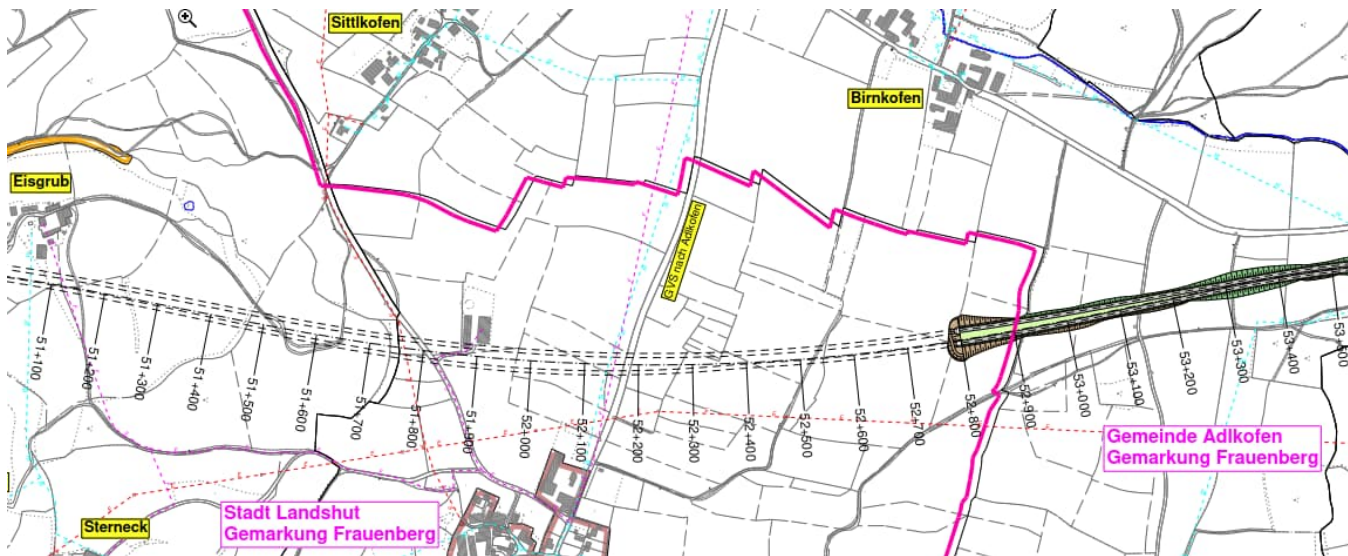 Sittlkofen
Birnkofen
Eisgrub
GVS nach Adlkofen
51+100
51+200
51+300
51+400
51+500
51+600
51+700
51+800
51+900
52+000
52+100
52+200
52+300
52+400
52+500
52+600
52+700
52+800
52+900
53+000
53+100
53+200
53+300
53+400
Gemeinde Adlkofen
Gemarkung Frauenberg
Stadt Landshut
Gemarkung Frauenberg
Sterneck